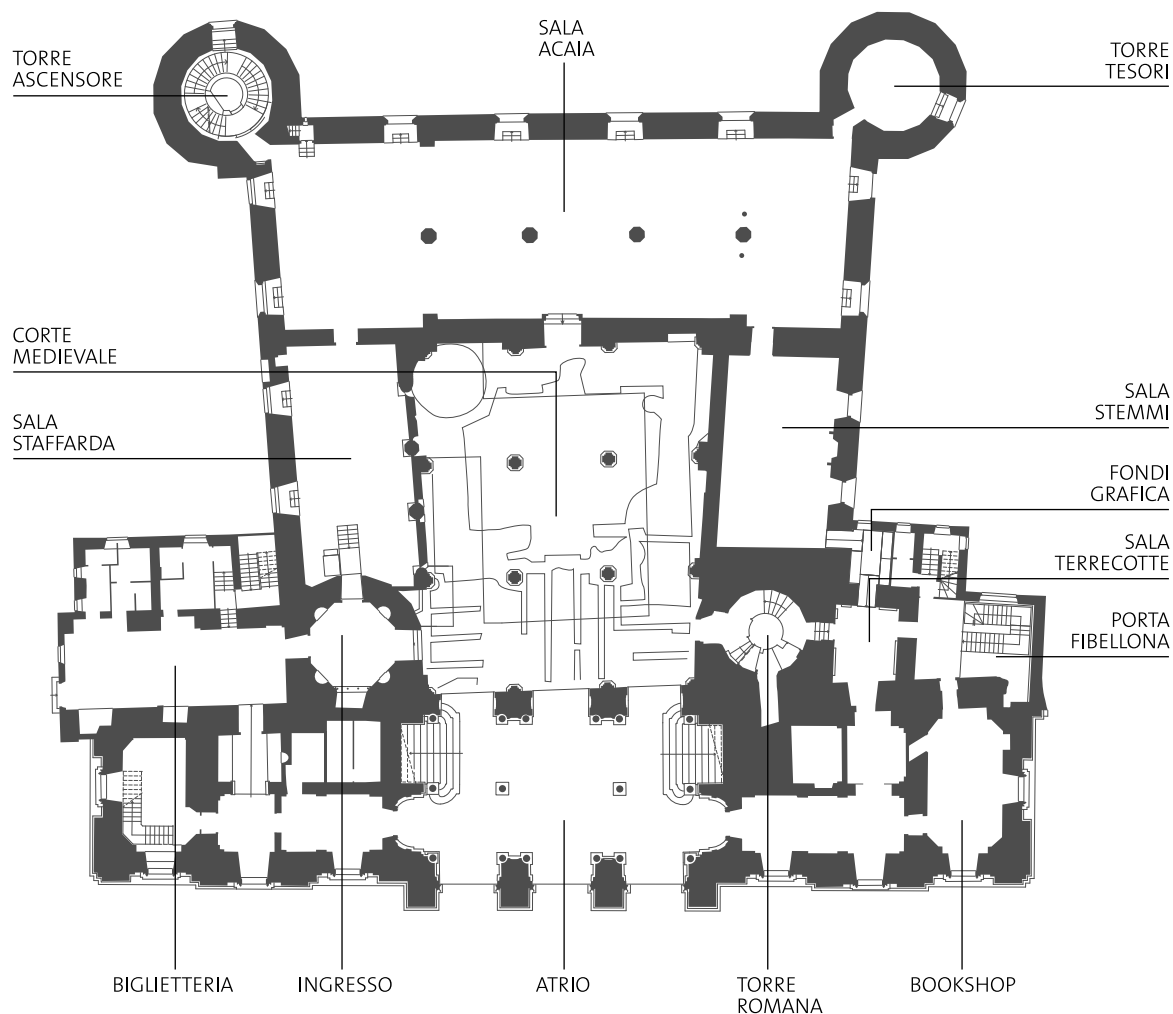 SALA
ACAIA
TORRE
ASCENSORE
TORRE
TESORI
CORTE
MEDIEVALE
SALA
STAFFARDA
SALA
STEMMI
FONDI
GRAFICA
SALA
TERRECOTTE
PORTA
FIBELLONA
BIGLIETTERIA
INGRESSO
ATRIO
TORRE
ROMANA
BOOKSHOP